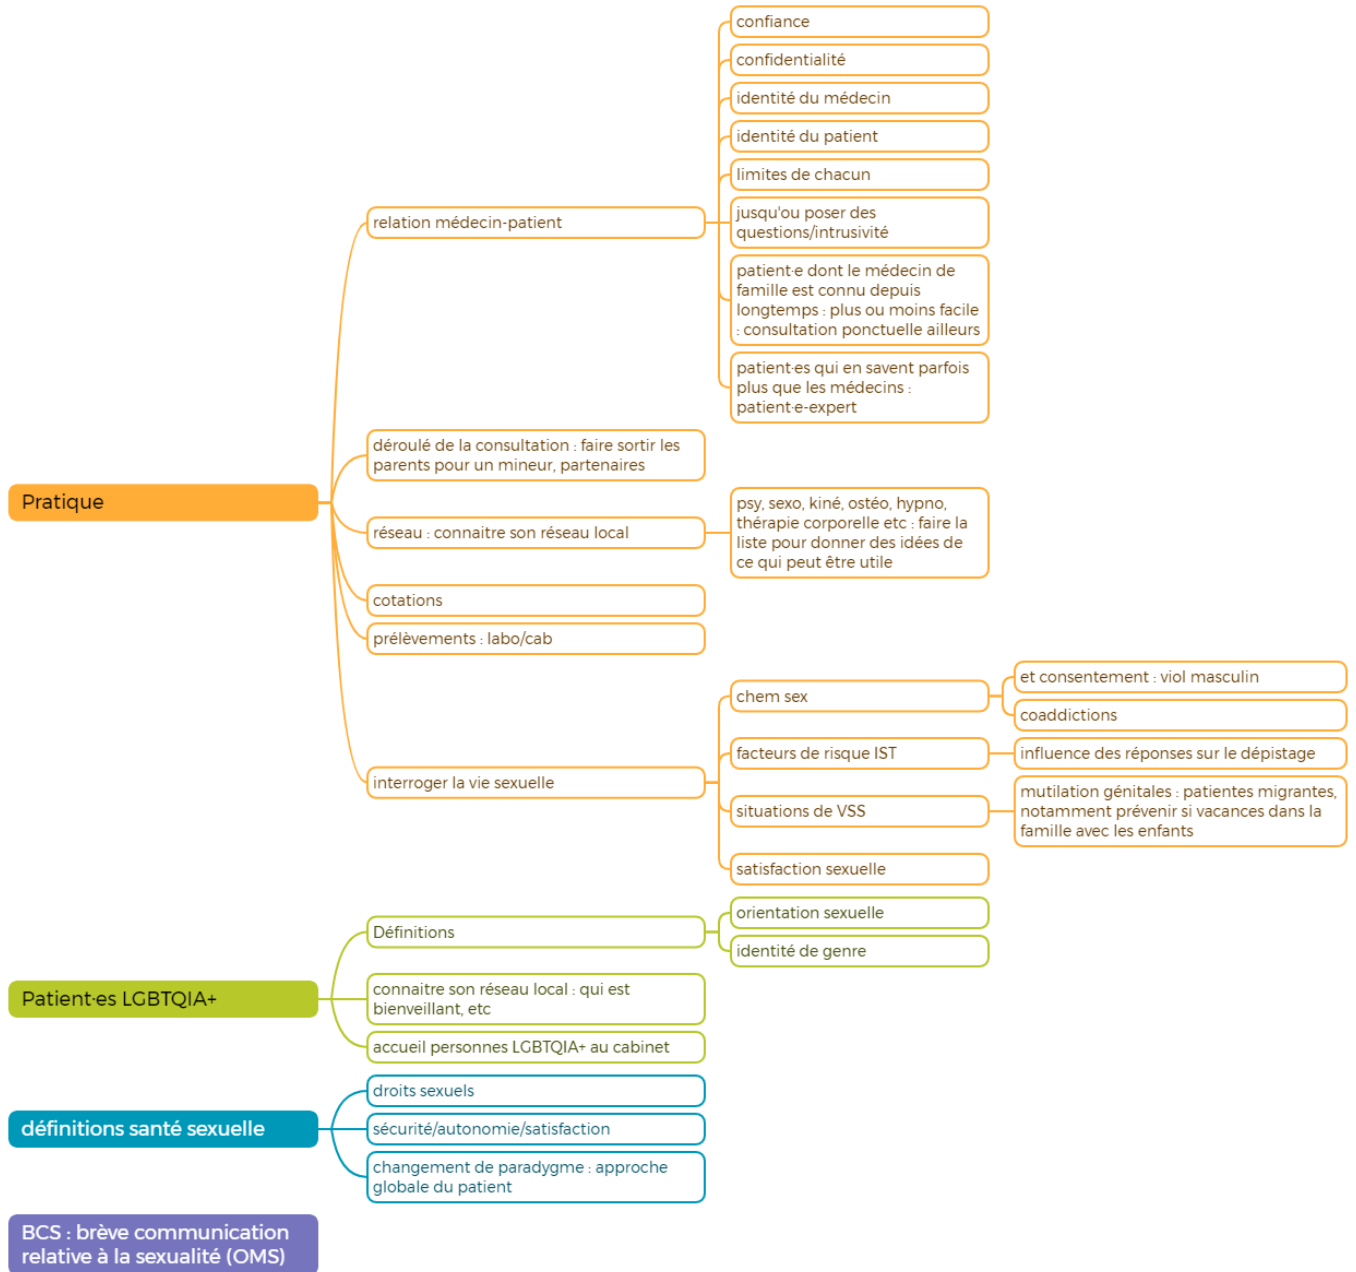 confiance
confidentialité
identité du médecin
identité du patient
limites de chacun
relation médecin-patient
jusqu'ou poser des
questions/intrusivité
patient·e dont le médecin de
famille est connu depuis
longtemps : plus ou moins facile
: consultation ponctuelle ailleurs
patient·es qui en savent parfois
plus que les médecins :
patient·e-expert
déroulé de la consultation : faire sortir les
parents pour un mineur, partenaires
Pratique
réseau : connaitre son réseau local
psy, sexo, kiné, ostéo, hypno,
thérapie corporelle etc : faire la
liste pour donner des idées de
ce qui peut être utile
cotations
prélèvements : labo/cab
interroger la vie sexuelle
chem sex
et consentement : viol masculin
coaddictions
facteurs de risque IST
influence des réponses sur le dépistage
situations de VSS
mutilation génitales : patientes migrantes,
notamment prévenir si vacances dans la
famille avec les enfants
satisfaction sexuelle
Patient·es LGBTQIA+
Définitions
orientation sexuelle
identité de genre
connaitre son réseau local : qui est
bienveillant, etc
accueil personnes LGBTQIA+ au cabinet
définitions santé sexuelle
droits sexuels
sécurité/autonomie/satisfaction
changement de paradygme : approche
globale du patient
BCS : brève communication
relative à la sexualité (OMS)